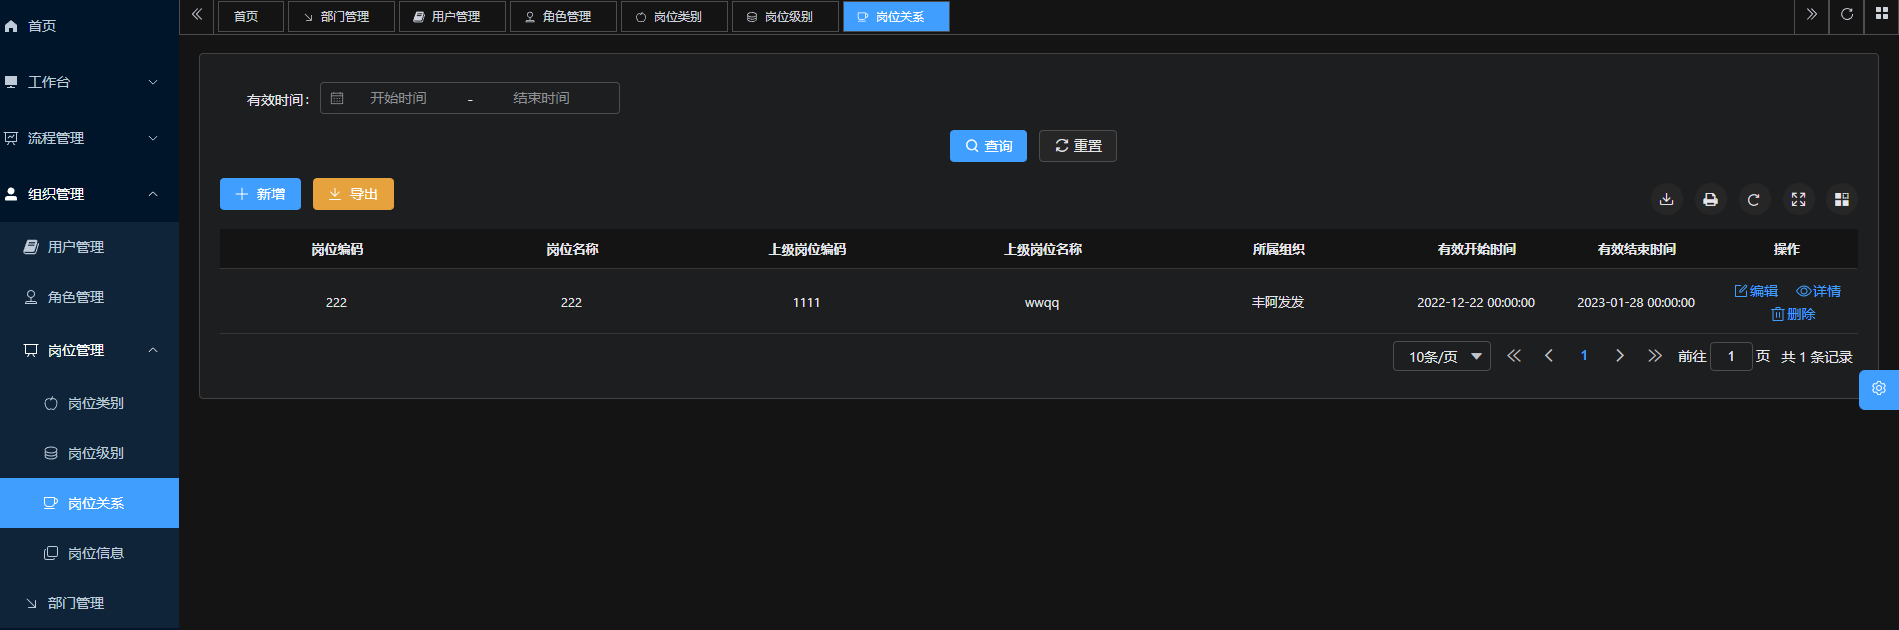 首页
工作台
流程管理
组织管理
用户管理
角色管理
岗位管理
岗位类别
岗位级别
岗位关系
岗位信息
部门管理
首页 部门管理 用户管理 角色管理 岗位类别 岗位级别 岗位关系
有效时间： 开始时间 - 结束时间
查询 重置
新增 导出
岗位编码 岗位名称 上级岗位编码 上级岗位名称 所属组织 有效开始时间 有效结束时间 操作
222 222 1111 wwqq 丰阿发发 2022-12-22 00:00:00 2023-01-28 00:00:00 编辑 详情
删除
10条/页 1 前往 1 页 共 1 条记录